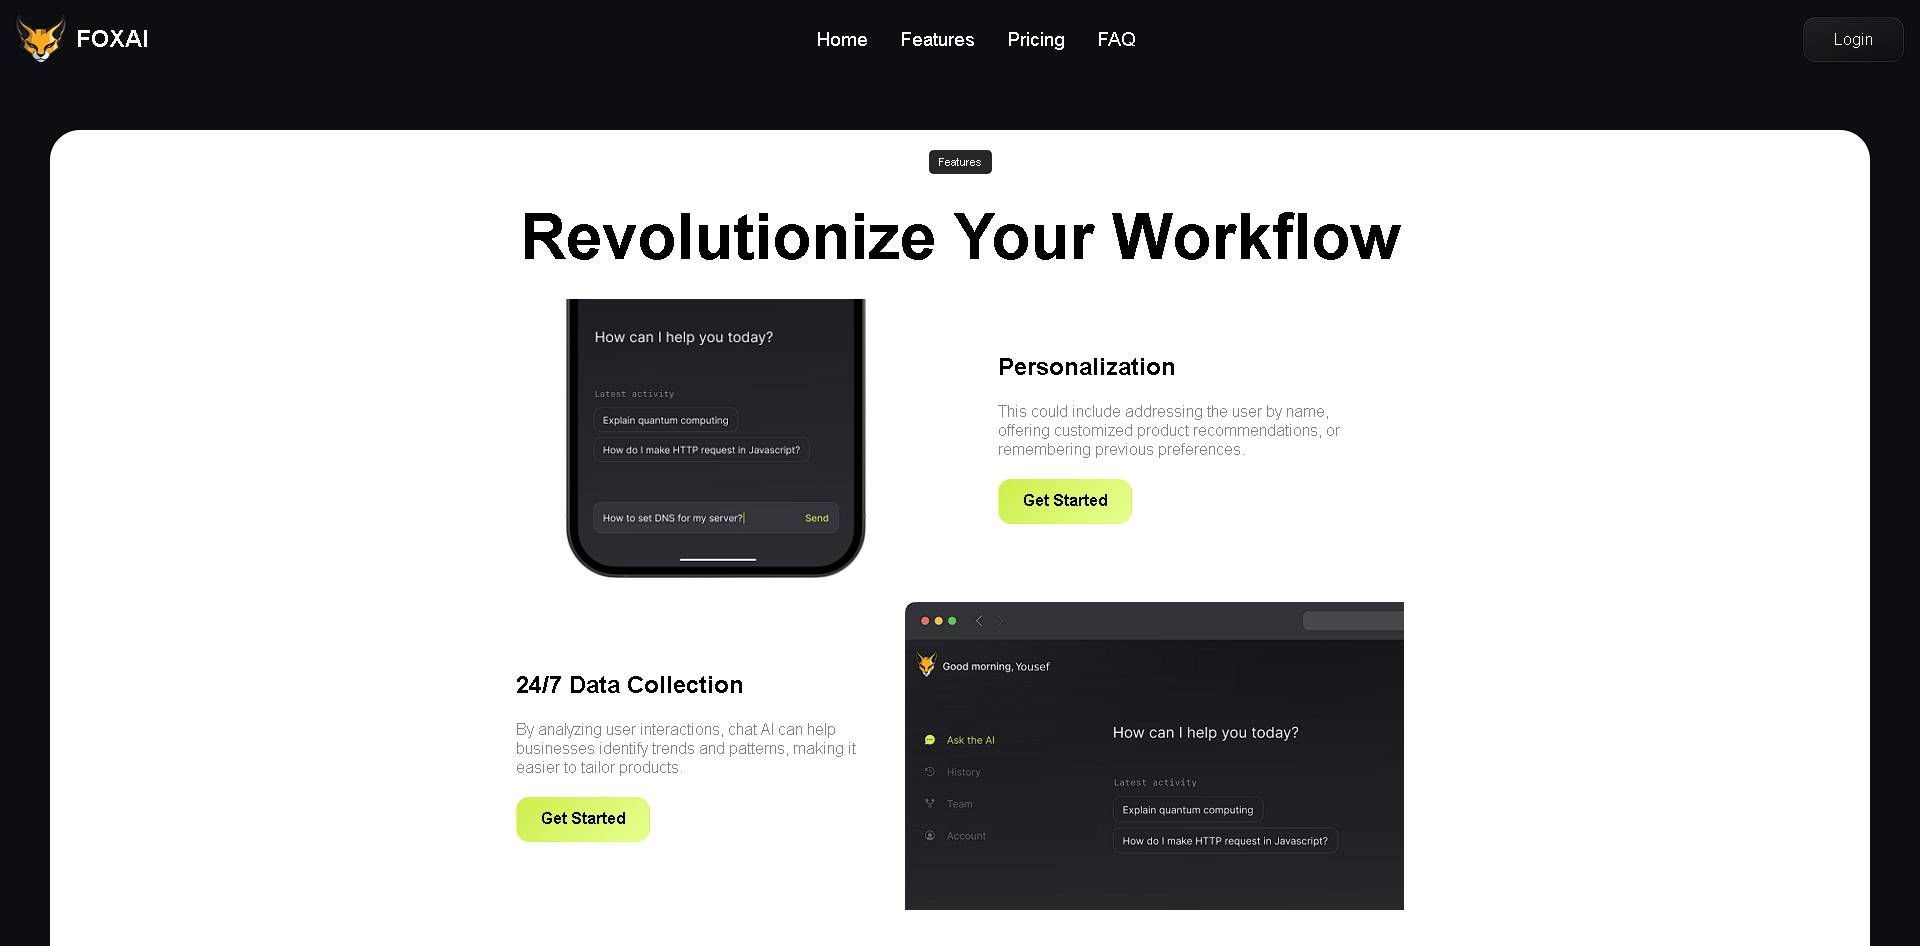 FOXAI
Home
Features
Pricing
FAQ
Login
Features
Revolutionize Your Workflow
How can I help you today?
Latest activity
Explain quantum computing
How do I make HTTP request in Javascript?
How to set DNS for my server?
Send
Personalization
This could include addressing the user by name,
offering customized product recommendations, or
remembering previous preferences.
Get Started
24/7 Data Collection
By analyzing user interactions, chat AI can help
businesses identify trends and patterns, making it
easier to tailor products.
Get Started
Good morning, Yousef
Ask the AI
History
Team
Account
How can I help you today?
Latest activity
Explain quantum computing
How do I make HTTP request in Javascript?